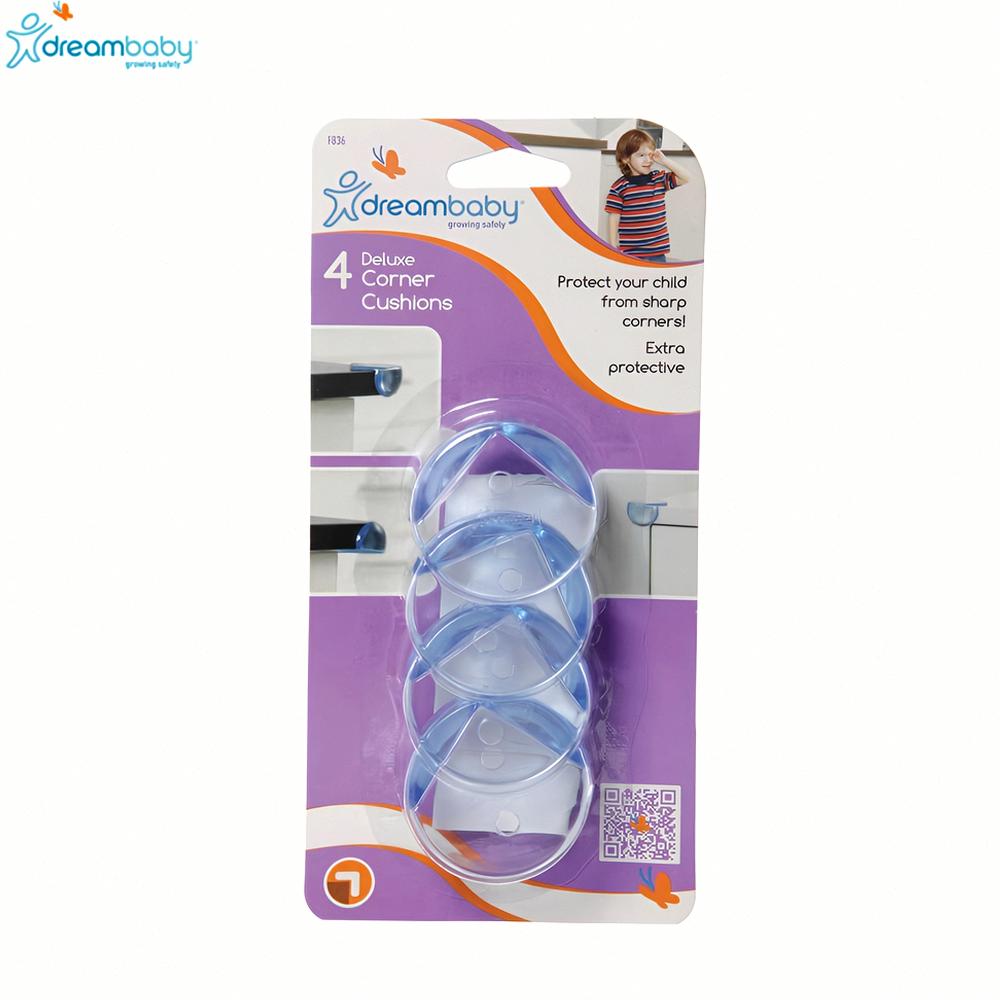 dreambaby®
growing safely
F836
dreambaby®
growing safely
4 Deluxe
Corner
Cushions
Protect your child
from sharp
corners!
Extra
protective